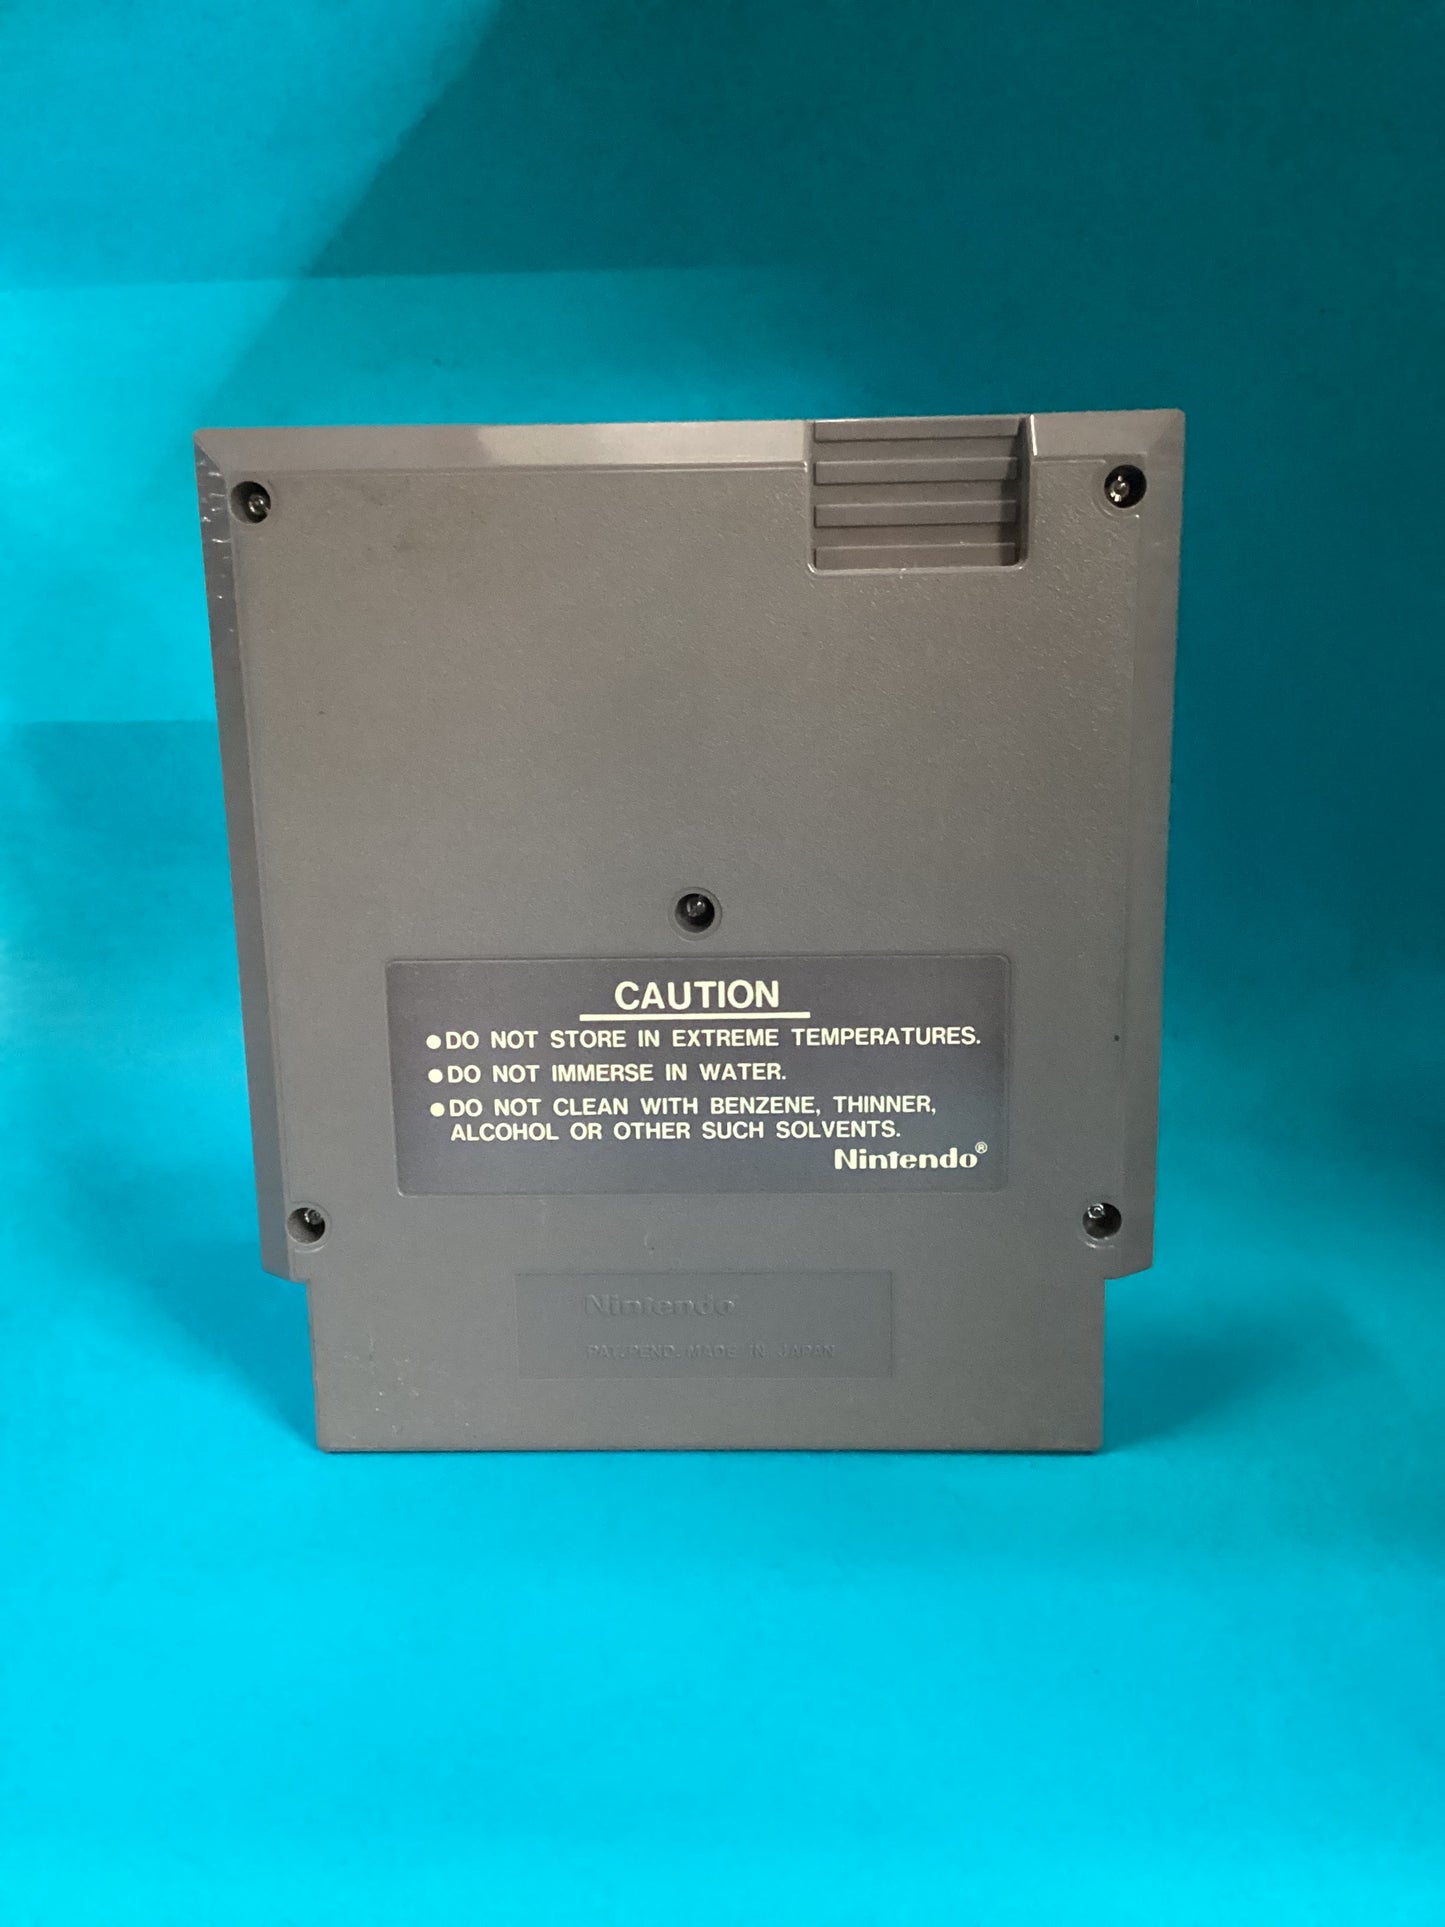 CAUTION
●DO NOT STORE IN EXTREME TEMPERATURES.
●DO NOT IMMERSE IN WATER.
●DO NOT CLEAN WITH BENZENE, THINNER,
ALCOHOL OR OTHER SUCH SOLVENTS.
Nintendo®
Nintendo
PAT.PEND. MADE IN JAPAN